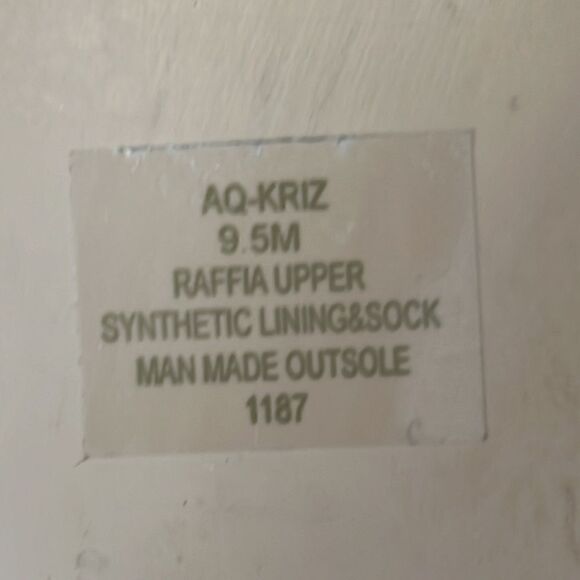 AQ-KRIZ
9.5M
RAFFIA UPPER
SYNTHETIC LINING&SOCK
MAN MADE OUTSOLE
1187